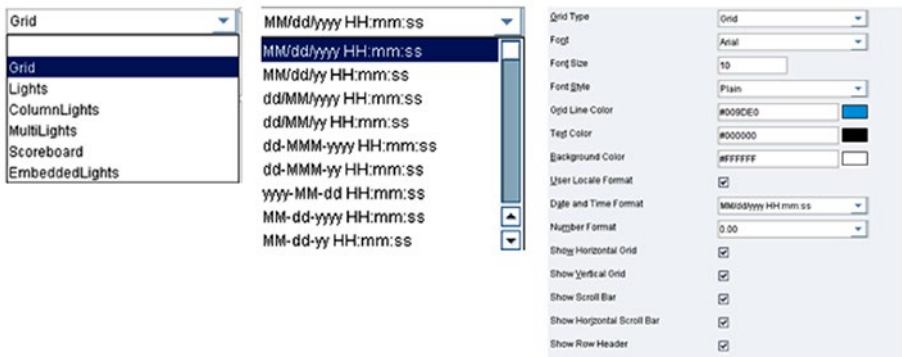 Grid
Grid
Lights
ColumnLights
MultiLights
Scoreboard
EmbeddedLights
MM/dd/yyyy HH:mm:ss
MM/dd/yyyy HH:mm:ss
MM/dd/yy HH:mm:ss
dd/MM/yyyy HH:mm:ss
dd/MM/yy HH:mm:ss
dd-MMM-yyyy HH:mm:ss
dd-MMM-yy HH:mm:ss
yyyy-MM-dd HH:mm:ss
MM-dd-yyyy HH:mm:ss
MM-dd-yy HH:mm:ss
Grid Type Grid
Font Arial
Font Size 10
Font Style Plain
Grid Line Color #009DE0
Text Color #000000
Background Color #FFFFFF
User Locale Format
Date and Time Format MM/dd/yyyy HH:mm:ss
Number Format 0.00
Show Horizontal Grid
Show Vertical Grid
Show Scroll Bar
Show Horizontal Scroll Bar
Show Row Header